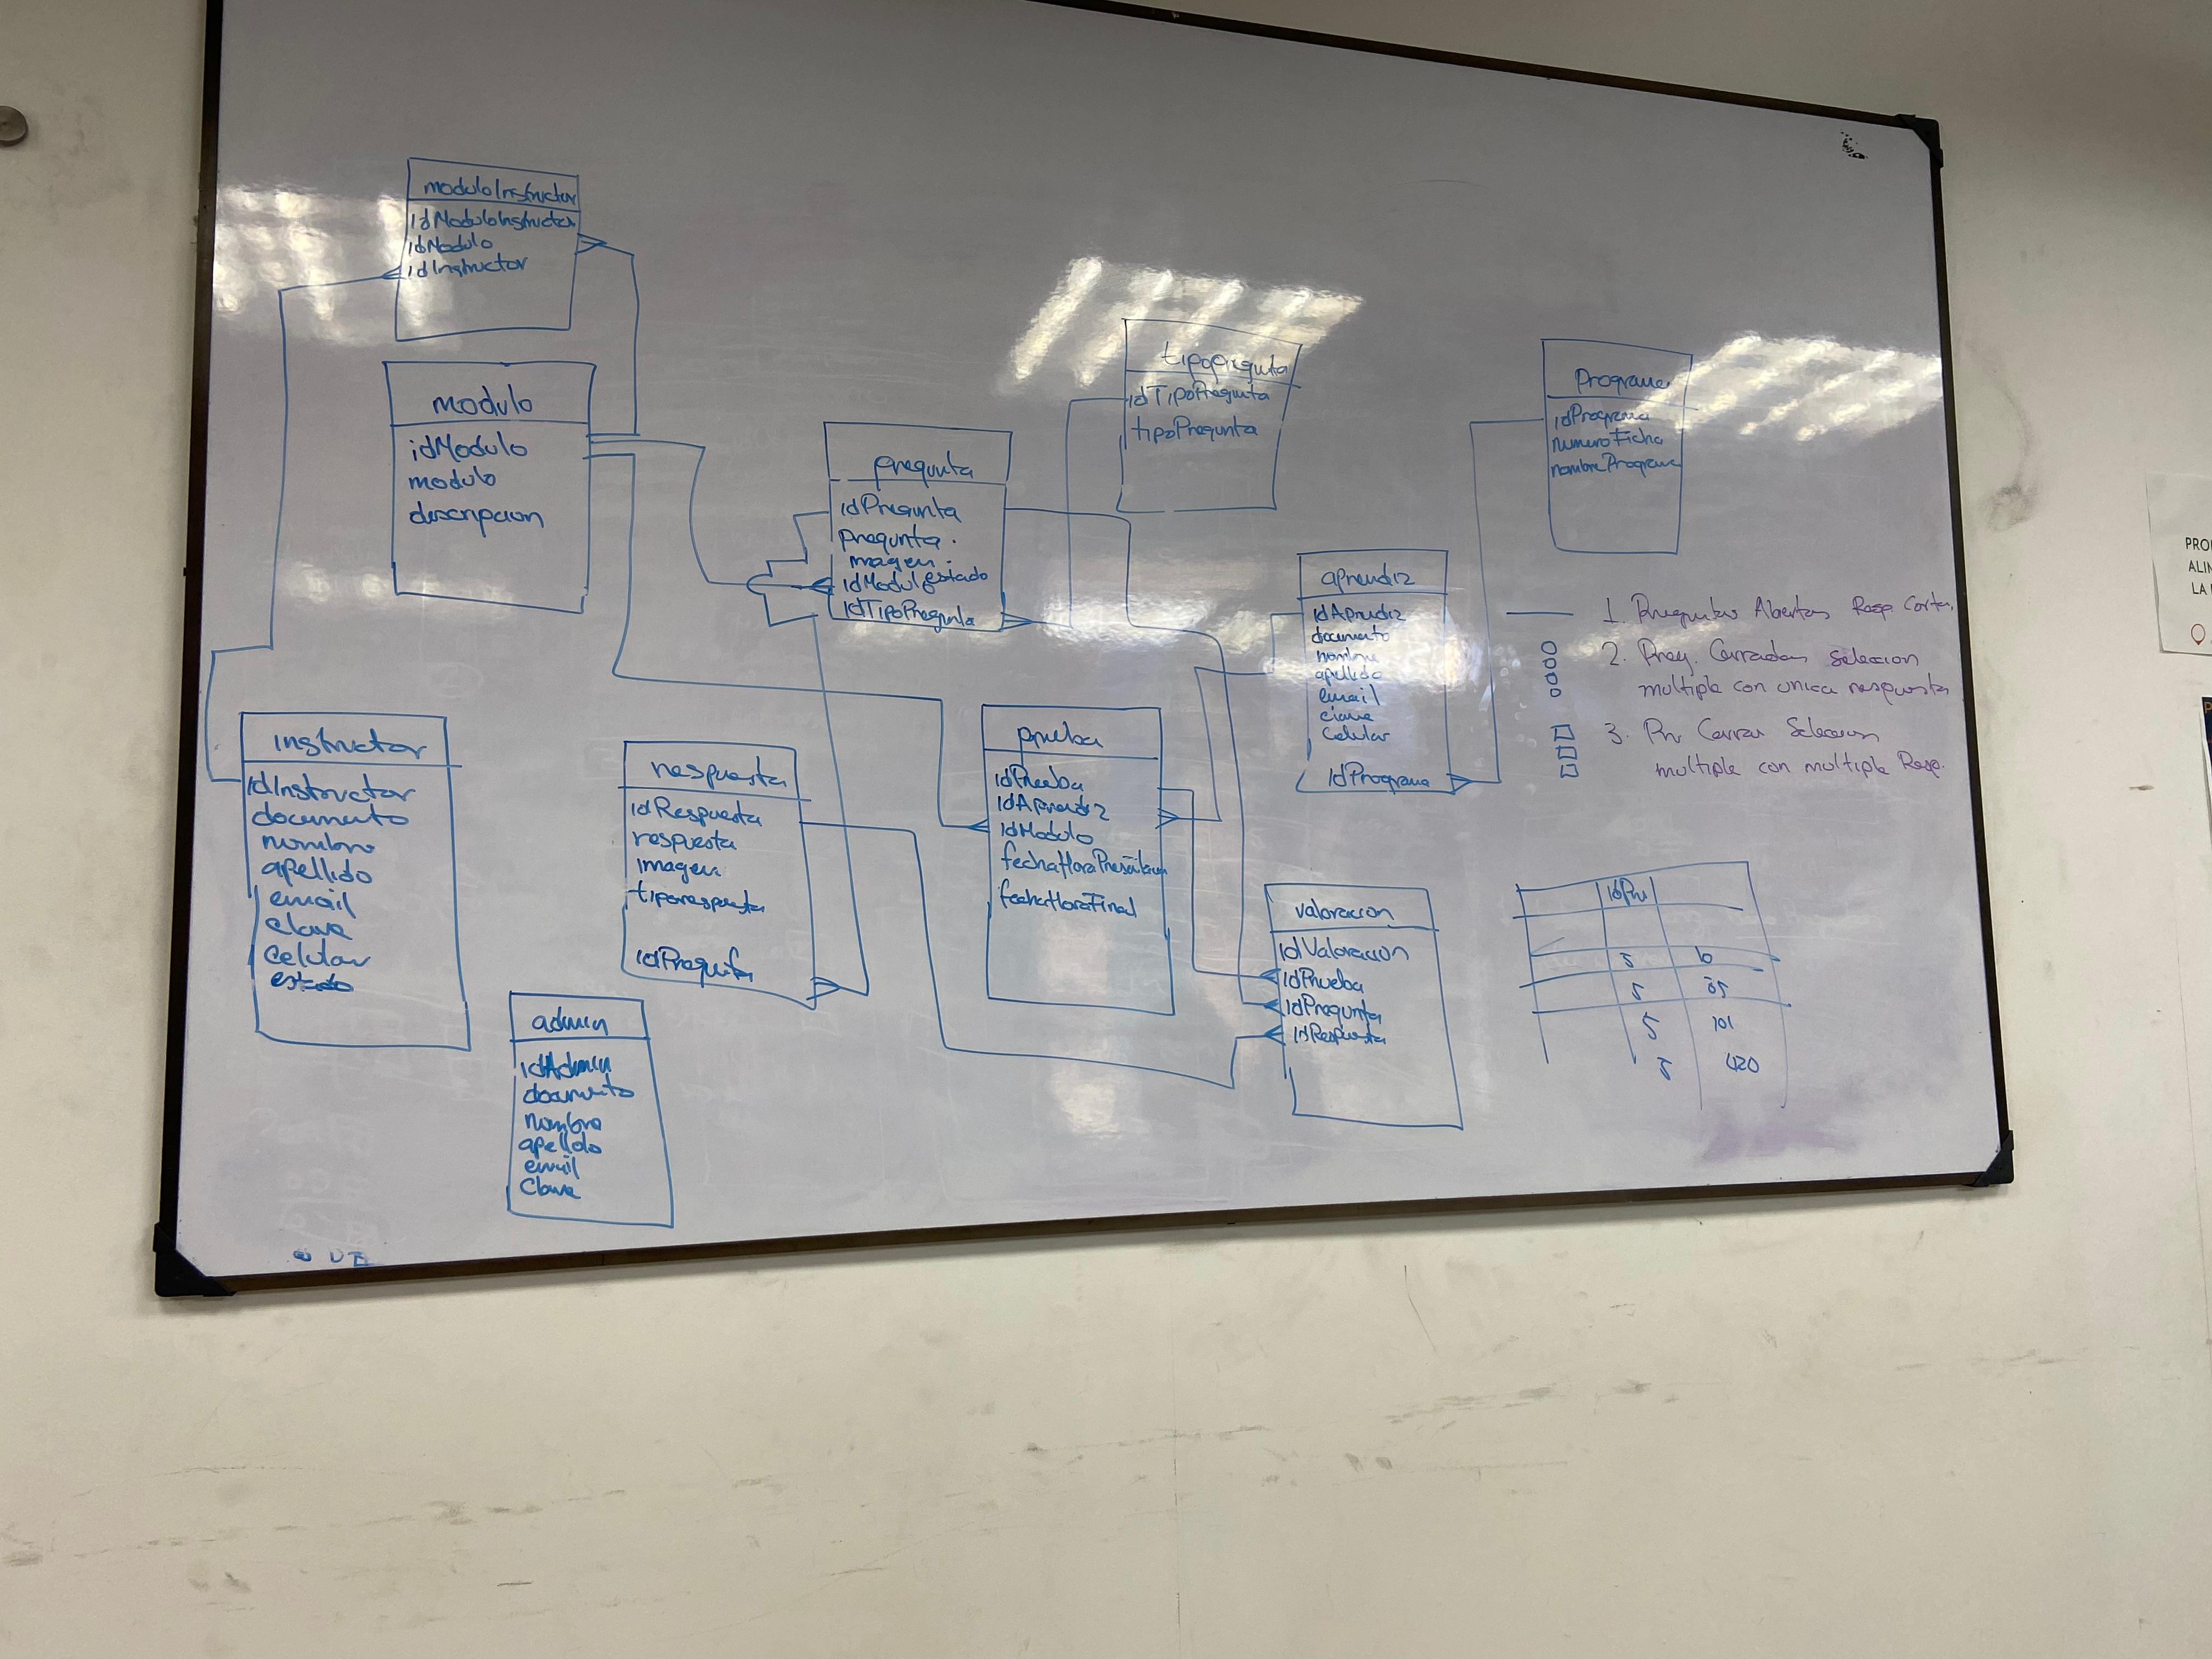 moduloInstructor
idModuloInstructor
idModulo
idInstructor
modulo
idModulo
modulo
descripcion
instructor
idInstructor
documento
nombre
apellido
email
clave
celular
estado
respuesta
idRespuesta
respuesta
imagen
tiporespuesta
idPregunta
admin
idAdmin
documento
nombre
apellido
email
Clave
pregunta
idPregunta
pregunta.
imagen.
idModulo estado
idTipoPregunta
tipopregunta
idTipoPregunta
tipoPregunta
prueba
idPrueba
idAprendiz
idModulo
fechaHoraPresentacion
fechaHoraFinal
aprendiz
idAprendiz
documento
nombre
apellido
email
clave
celular
idPrograma
Programa
idPrograma
numeroFicha
nombrePrograma
valoracion
idValoracion
idPrueba
idPregunta
idRespuesta
1. Preguntas Abiertas Resp. Corta.
2. Preg. Cerradas Seleccion
multiple con unica respuesta
3. Pr. Cerrar Seleccion
multiple con multiple Resp.
idPru
5
5
5 101
5 420
PRO
ALI
LA